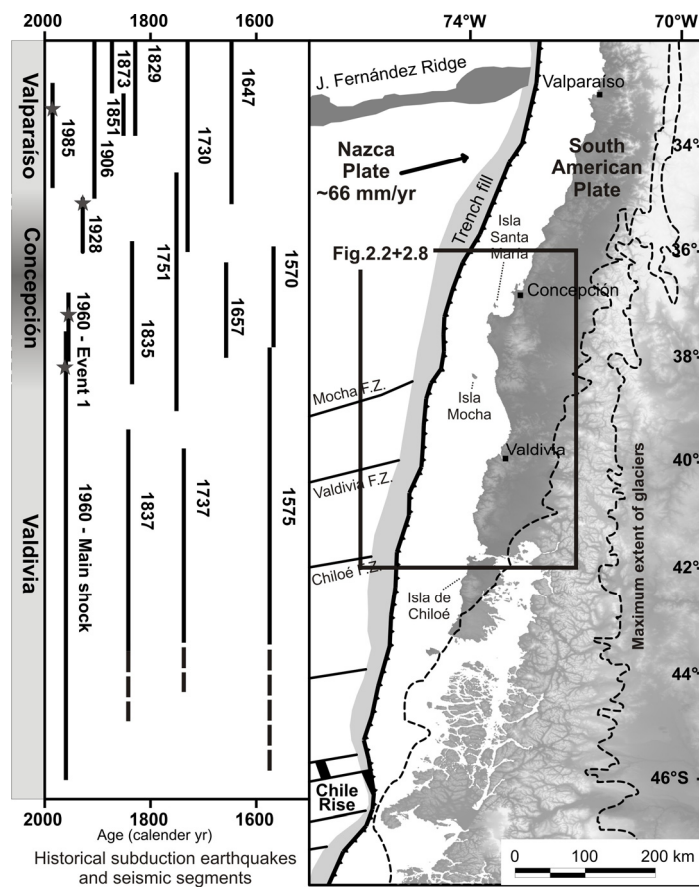 2000
1800
1600
74°W
70°W
Valparaíso
Concepción
Valdivia
1985
1906
1873
1851
1829
1928
1960 - Event 1
1960 - Main shock
1835
1837
1751
1730
1737
1647
1657
1570
1575
2000
1800
1600
Age (calender yr)
Historical subduction earthquakes
and seismic segments
J. Fernández Ridge
Valparaíso
Nazca
Plate
~66 mm/yr
South
American
Plate
34°
Trench fill
Isla
Santa
María
Fig.2.2+2.8
36°
Concepción
38°
Mocha F.Z.
Isla
Mocha
Valdivia
40°
Valdivia F.Z.
Chiloé F.Z.
42°
Isla de
Chiloé
Maximum extent of glaciers
44°
Chile
Rise
46°S
0 100 200 km